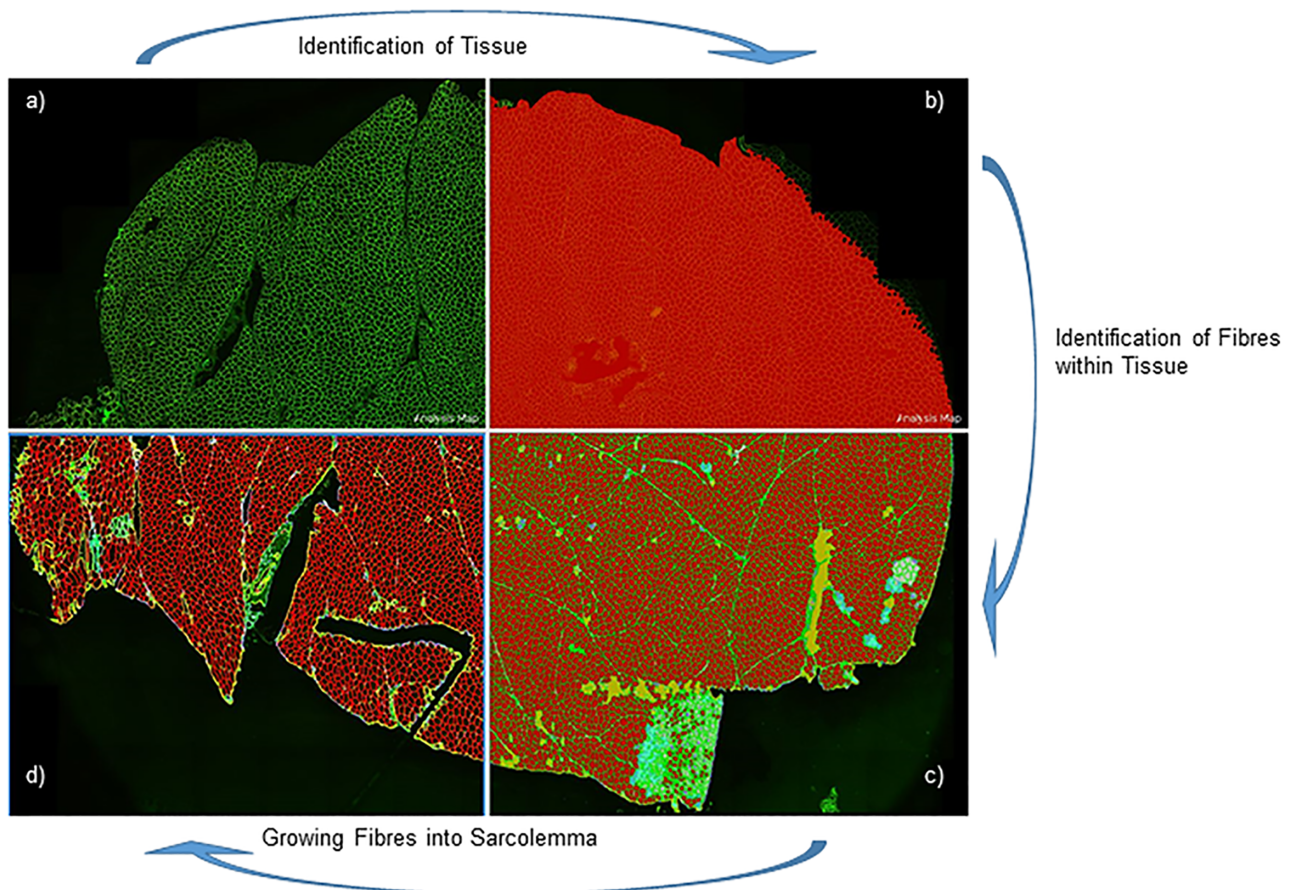 Identification of Tissue
a)
b)
Analysis Map
Analysis Map
Identification of Fibres
within Tissue
d)
c)
Growing Fibres into Sarcolemma